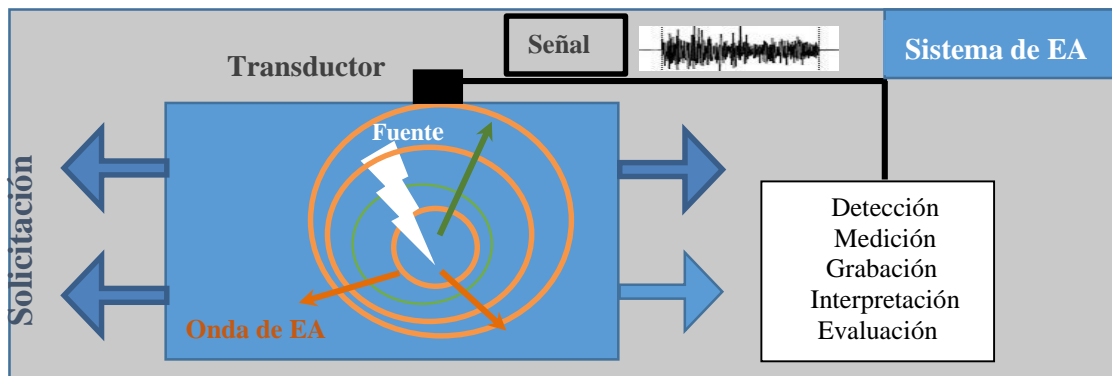 Señal
Sistema de EA
Transductor
Fuente
Solicitación
Onda de EA
Detección
Medición
Grabación
Interpretación
Evaluación